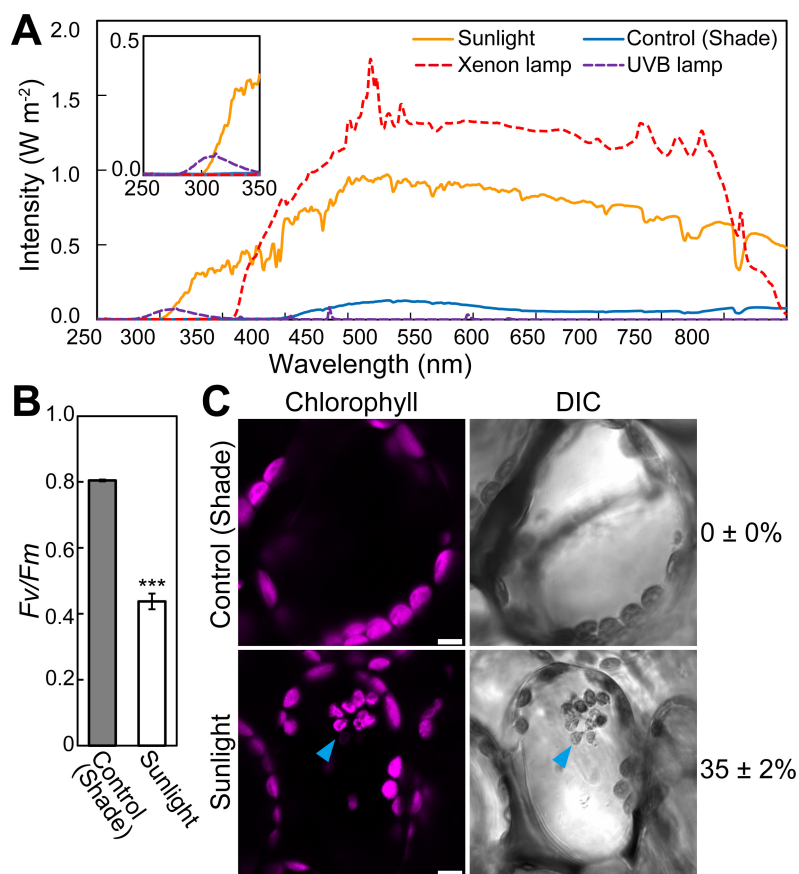 A
2.0
1.5
1.0
0.5
0.0
Intensity (W m⁻²)
0.5
0.0
250 300 350
Sunlight
Control (Shade)
Xenon lamp
UVB lamp
250 300 350 400 450 500 550 600 650 700 750 800
Wavelength (nm)
B
1.0
0.8
0.6
0.4
0.2
0
Fv/Fm
***
Control
(Shade)
Sunlight
C
Chlorophyll
DIC
Control (Shade)
0 ± 0%
Sunlight
35 ± 2%